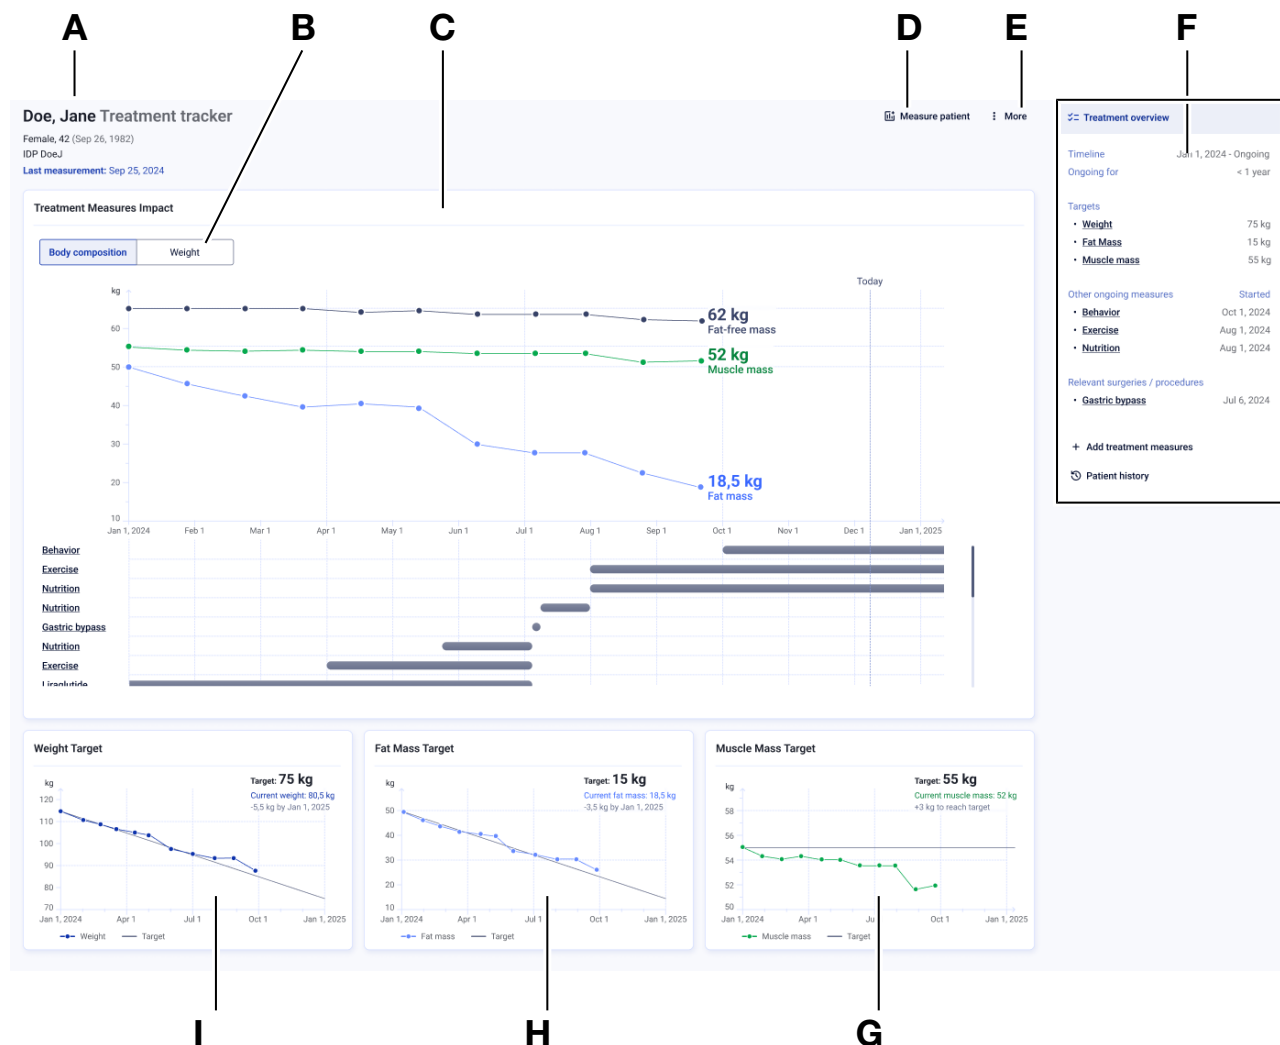 A B C D E F
Doe, Jane Treatment tracker
Female, 42 (Sep 26, 1982)
IDP DoeJ
Last measurement: Sep 25, 2024
Measure patient
More
Treatment Measures Impact
Body composition
Weight
Today
kg
60
50
40
30
20
10
62 kg
Fat-free mass
52 kg
Muscle mass
18,5 kg
Fat mass
Jan 1, 2024 Feb 1 Mar 1 Apr 1 May 1 Jun 1 Jul 1 Aug 1 Sep 1 Oct 1 Nov 1 Dec 1 Jan 1, 2025
Behavior
Exercise
Nutrition
Nutrition
Gastric bypass
Nutrition
Exercise
Liraglutide
Treatment overview
Timeline Jan 1, 2024 - Ongoing
Ongoing for < 1 year
Targets
• Weight 75 kg
• Fat Mass 15 kg
• Muscle mass 55 kg
Other ongoing measures Started
• Behavior Oct 1, 2024
• Exercise Aug 1, 2024
• Nutrition Aug 1, 2024
Relevant surgeries / procedures
• Gastric bypass Jul 6, 2024
+ Add treatment measures
Patient history
Weight Target
kg
120
110
100
90
80
70
Target: 75 kg
Current weight: 80,5 kg
-5,5 kg by Jan 1, 2025
Jan 1, 2024 Apr 1 Jul 1 Oct 1 Jan 1, 2025
Weight Target
Fat Mass Target
kg
50
40
30
20
10
Target: 15 kg
Current fat mass: 18,5 kg
-3,5 kg by Jan 1, 2025
Jan 1, 2024 Apr 1 Jul 1 Oct 1 Jan 1, 2025
Fat mass Target
Muscle Mass Target
kg
58
56
54
52
50
Target: 55 kg
Current muscle mass: 52 kg
+3 kg to reach target
Jan 1, 2024 Apr 1 Ju Oct 1 Jan 1, 2025
Muscle mass Target
I H G